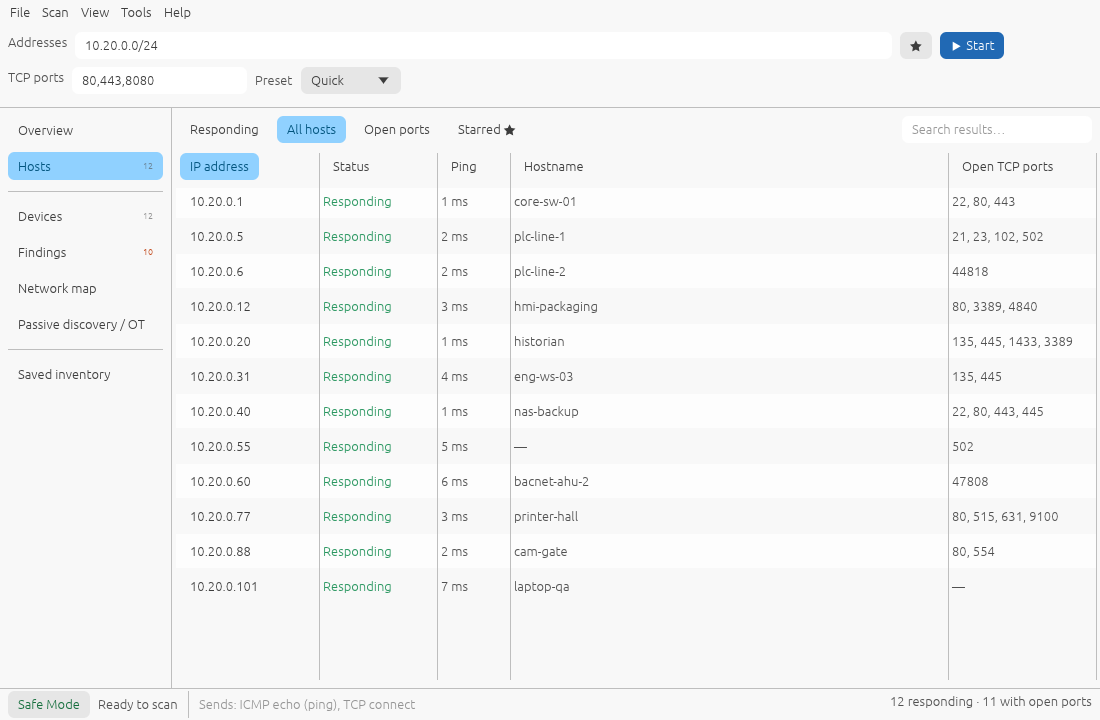 File Scan View Tools Help
Addresses 10.20.0.0/24 Start
TCP ports 80,443,8080 Preset Quick
Overview
Hosts 12
Devices 12
Findings 10
Network map
Passive discovery / OT
Saved inventory
Responding All hosts Open ports Starred Search results...
IP address Status Ping Hostname Open TCP ports
10.20.0.1 Responding 1 ms core-sw-01 22, 80, 443
10.20.0.5 Responding 2 ms plc-line-1 21, 23, 102, 502
10.20.0.6 Responding 2 ms plc-line-2 44818
10.20.0.12 Responding 3 ms hmi-packaging 80, 3389, 4840
10.20.0.20 Responding 1 ms historian 135, 445, 1433, 3389
10.20.0.31 Responding 4 ms eng-ws-03 135, 445
10.20.0.40 Responding 1 ms nas-backup 22, 80, 443, 445
10.20.0.55 Responding 5 ms — 502
10.20.0.60 Responding 6 ms bacnet-ahu-2 47808
10.20.0.77 Responding 3 ms printer-hall 80, 515, 631, 9100
10.20.0.88 Responding 2 ms cam-gate 80, 554
10.20.0.101 Responding 7 ms laptop-qa —
Safe Mode Ready to scan Sends: ICMP echo (ping), TCP connect 12 responding · 11 with open ports